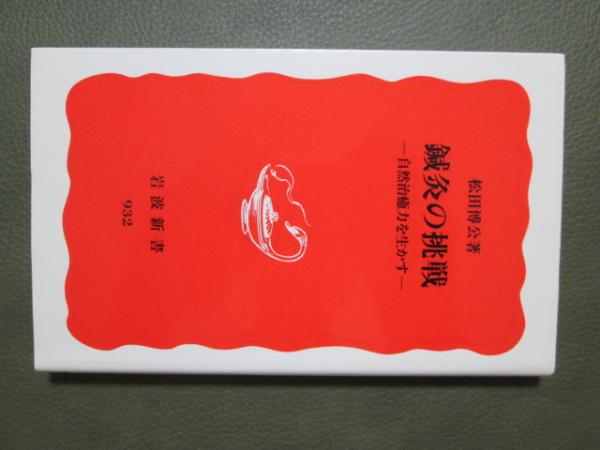 松田博公著
鍼灸の挑戦
―自然治癒力を生かす―
岩波新書
932